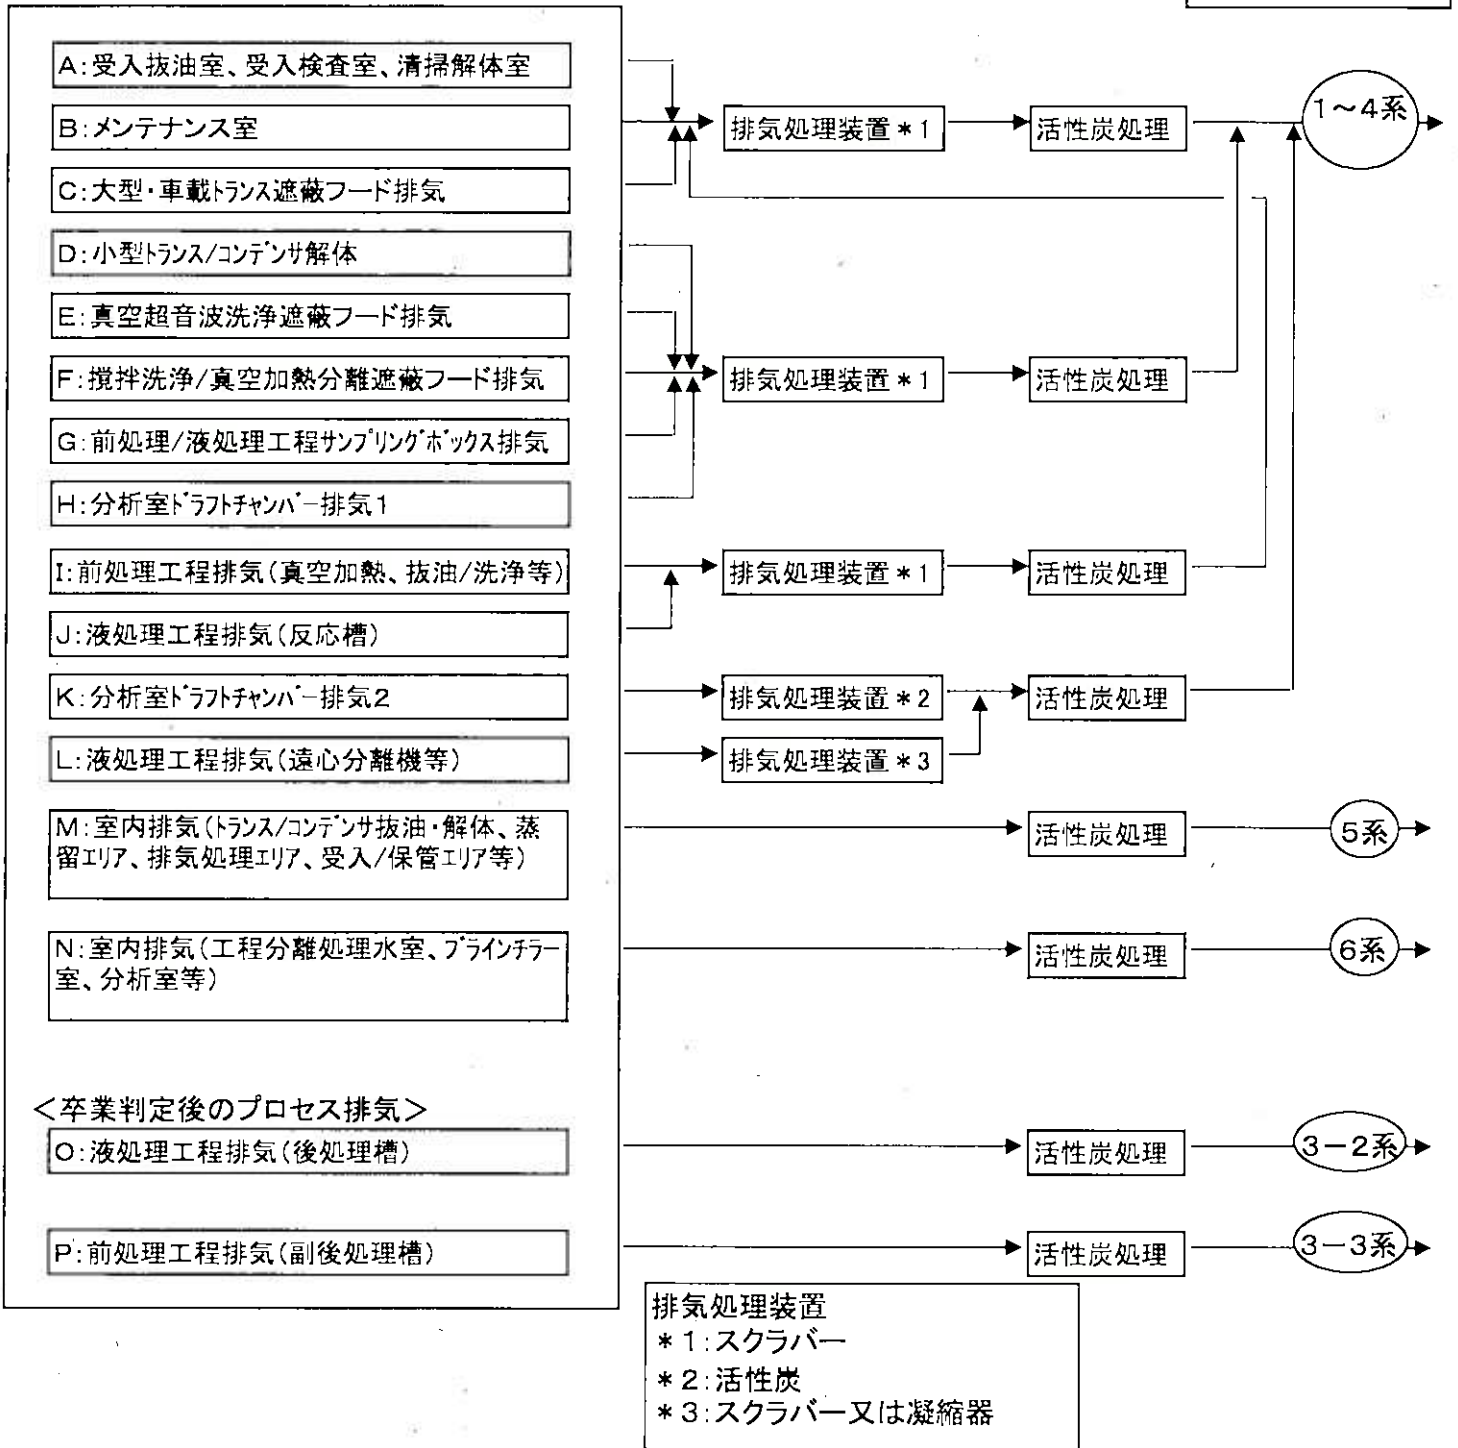 A:受入抜油室、受入検査室、清掃解体室
B:メンテナンス室
C:大型・車載トランス遮蔽フード排気
D:小型トランス/コンデンサ解体
E:真空超音波洗浄遮蔽フード排気
F:撹拌洗浄/真空加熱分離遮蔽フード排気
G:前処理/液処理工程サンプリングボックス排気
H:分析室ドラフトチャンバー排気1
I:前処理工程排気(真空加熱、抜油/洗浄等)
J:液処理工程排気(反応槽)
K:分析室ドラフトチャンバー排気2
L:液処理工程排気(遠心分離機等)
M:室内排気(トランス/コンデンサ抜油・解体、蒸
留エリア、排気処理エリア、受入/保管エリア等)
N:室内排気(工程分離処理水室、ブラインチラー
室、分析室等)
<卒業判定後のプロセス排気>
O:液処理工程排気(後処理槽)
P:前処理工程排気(副後処理槽)
排気処理装置*1
活性炭処理
1~4系
排気処理装置*1
活性炭処理
排気処理装置*1
活性炭処理
排気処理装置*2
活性炭処理
排気処理装置*3
活性炭処理
5系
活性炭処理
6系
活性炭処理
3-2系
活性炭処理
3-3系
排気処理装置
*1:スクラバー
*2:活性炭
*3:スクラバー又は凝縮器